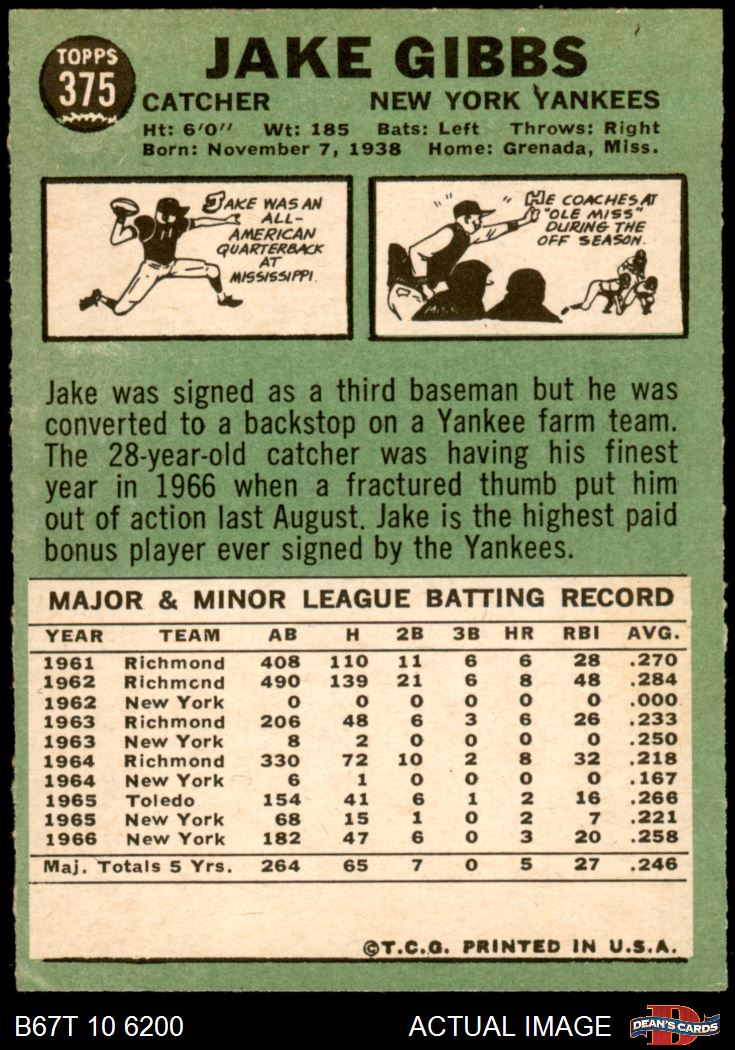 TOPPS
375
JAKE GIBBS
CATCHER NEW YORK YANKEES
Ht: 6'0" Wt: 185 Bats: Left Throws: Right
Born: November 7, 1938 Home: Grenada, Miss.
JAKE WAS AN
ALL-
AMERICAN
QUARTERBACK
AT
MISSISSIPPI.
HE COACHES AT
"OLE MISS"
DURING THE
OFF SEASON.
MISS
Jake was signed as a third baseman but he was
converted to a backstop on a Yankee farm team.
The 28-year-old catcher was having his finest
year in 1966 when a fractured thumb put him
out of action last August. Jake is the highest paid
bonus player ever signed by the Yankees.
MAJOR & MINOR LEAGUE BATTING RECORD
YEAR TEAM AB H 2B 3B HR RBI AVG.
1961 Richmond 408 110 11 6 6 28 .270
1962 Richmond 490 139 21 6 8 48 .284
1962 New York 0 0 0 0 0 0 .000
1963 Richmond 206 48 6 3 6 26 .233
1963 New York 8 2 0 0 0 0 .250
1964 Richmond 330 72 10 2 8 32 .218
1964 New York 6 1 0 0 0 0 .167
1965 Toledo 154 41 6 1 2 16 .266
1965 New York 68 15 1 0 2 7 .221
1966 New York 182 47 6 0 3 20 .258
Maj. Totals 5 Yrs. 264 65 7 0 5 27 .246
©T.C.G. PRINTED IN U.S.A.
B67T 10 6200 ACTUAL IMAGE
D
DEAN'S CARDS